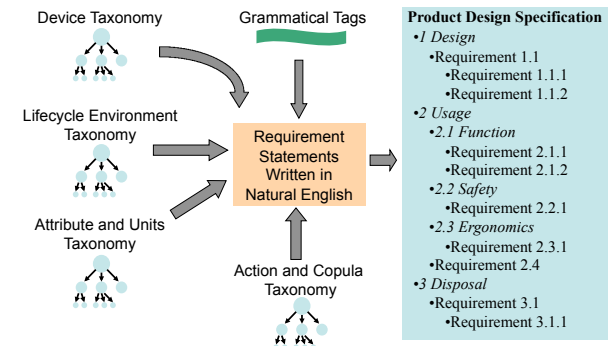 Device Taxonomy
Grammatical Tags
Lifecycle Environment
Taxonomy
Attribute and Units
Taxonomy
Requirement
Statements
Written in
Natural English
Action and Copula
Taxonomy
Product Design Specification
•1 Design
•Requirement 1.1
•Requirement 1.1.1
•Requirement 1.1.2
•2 Usage
•2.1 Function
•Requirement 2.1.1
•Requirement 2.1.2
•2.2 Safety
•Requirement 2.2.1
•2.3 Ergonomics
•Requirement 2.3.1
•Requirement 2.4
•3 Disposal
•Requirement 3.1
•Requirement 3.1.1